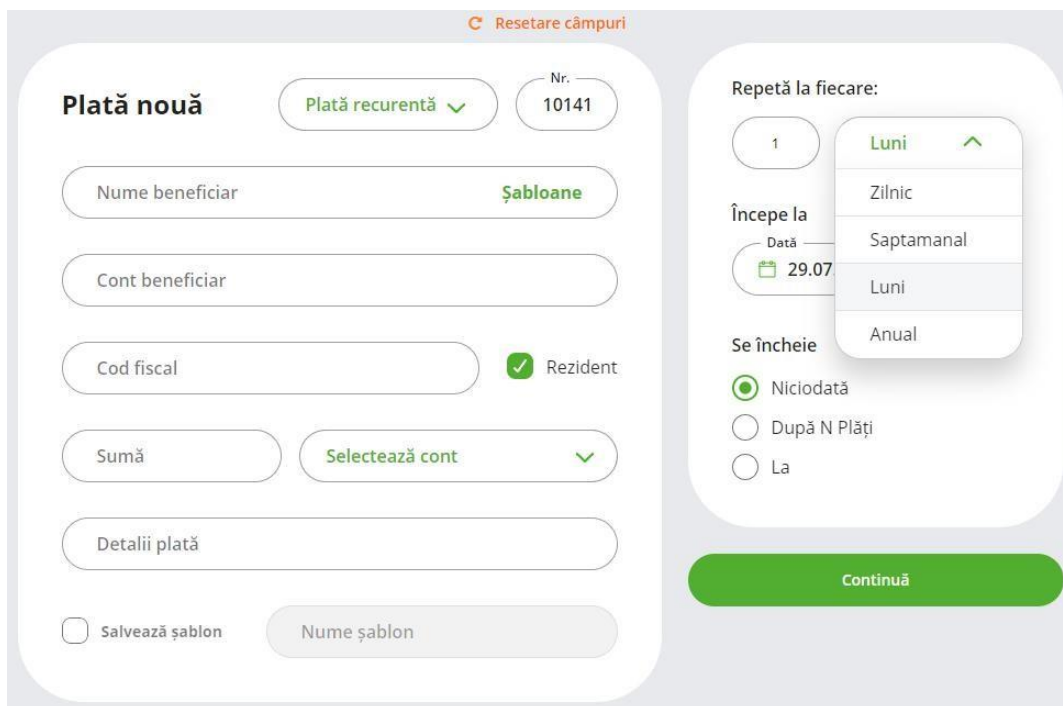 Resetare câmpuri
Plată nouă
Plată recurentă
Nr.
10141
Nume beneficiar
Șabloane
Cont beneficiar
Cod fiscal
Rezident
Sumă
Selectează cont
Detalii plată
Salvează șablon
Nume șablon
Repetă la fiecare:
1
Luni
Zilnic
Saptamanal
Luni
Anual
Începe la
Dată
29.07
Se încheie
Niciodată
După N Plăți
La
Continuă